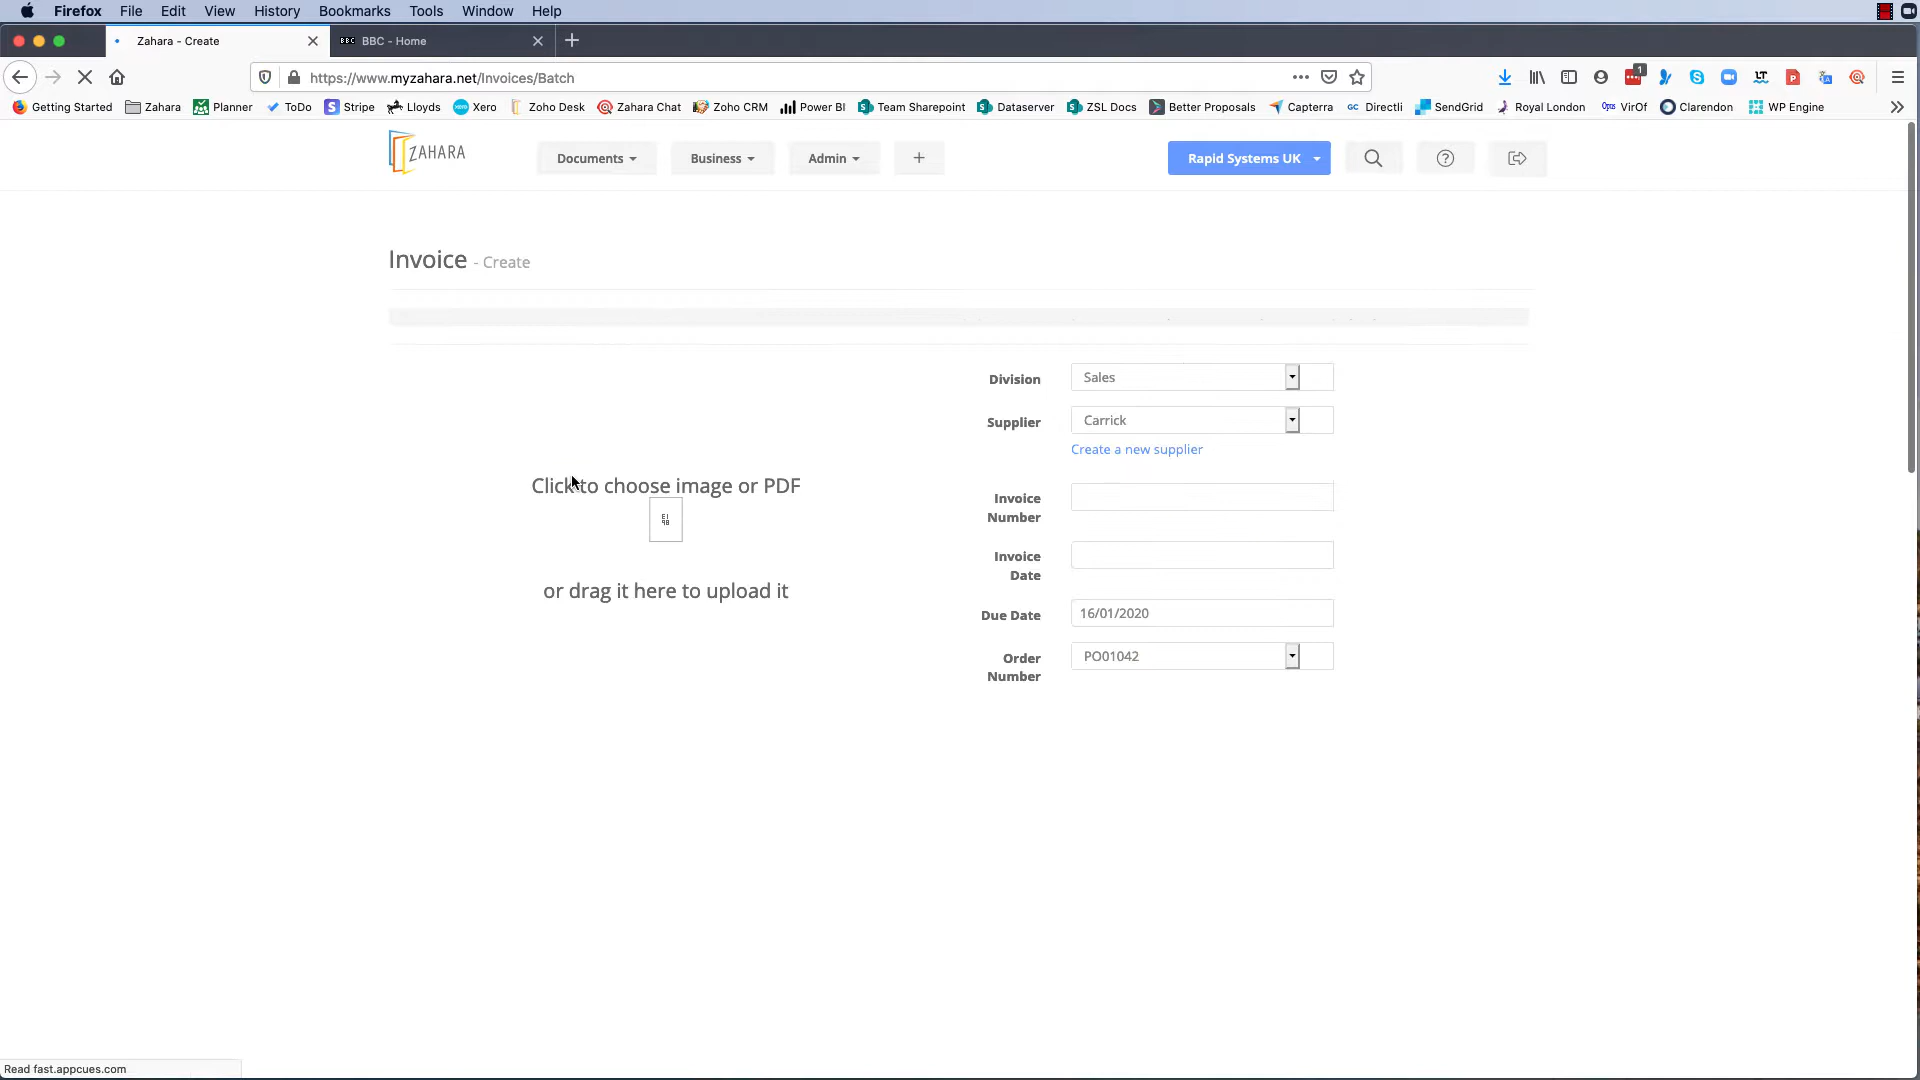 Firefox File Edit View History Bookmarks Tools Window Help
Zahara - Create
BBC BBC - Home
https://www.myzahara.net/Invoices/Batch
1
Getting Started Zahara Planner ToDo Stripe Lloyds Xero Zoho Desk Zahara Chat Zoho CRM Power BI Team Sharepoint Dataserver ZSL Docs Better Proposals Capterra GC Directli SendGrid Royal London VirOf Clarendon WP Engine
ZAHARA
Documents Business Admin +
Rapid Systems UK
Invoice - Create
Division Sales
Supplier Carrick
Create a new supplier
Click to choose image or PDF
or drag it here to upload it
Invoice
Number
Invoice
Date
Due Date 16/01/2020
Order
Number
PO01042
Read fast.appcues.com